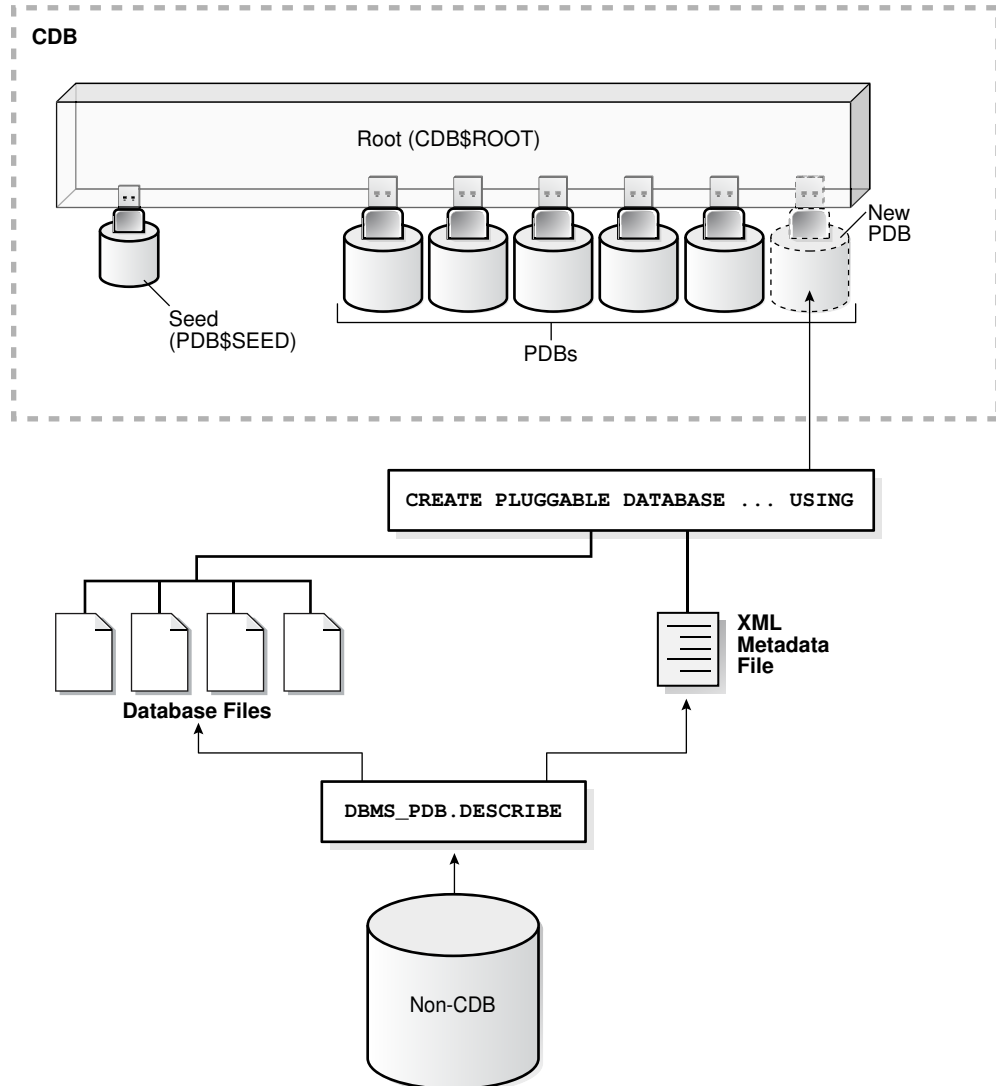 CDB
Root (CDB$ROOT)
New
PDB
Seed
(PDB$SEED)
PDBs
CREATE PLUGGABLE DATABASE ... USING
XML
Metadata
File
Database Files
DBMS_PDB.DESCRIBE
Non-CDB